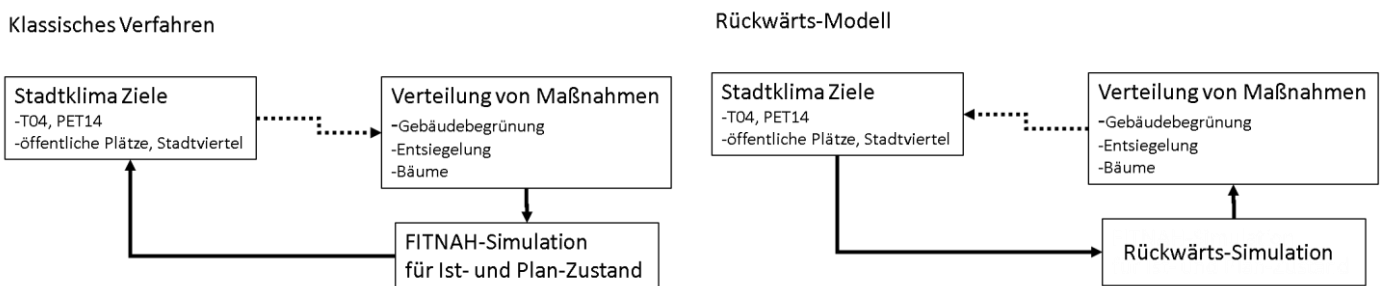 Klassisches Verfahren
Stadtklima Ziele
-T04, PET14
-öffentliche Plätze, Stadtviertel
Verteilung von Maßnahmen
-Gebäudebegrünung
-Entsiegelung
-Bäume
FITNAH-Simulation
für Ist- und Plan-Zustand
Rückwärts-Modell
Stadtklima Ziele
-T04, PET14
-öffentliche Plätze, Stadtviertel
Verteilung von Maßnahmen
-Gebäudebegrünung
-Entsiegelung
-Bäume
Rückwärts-Simulation